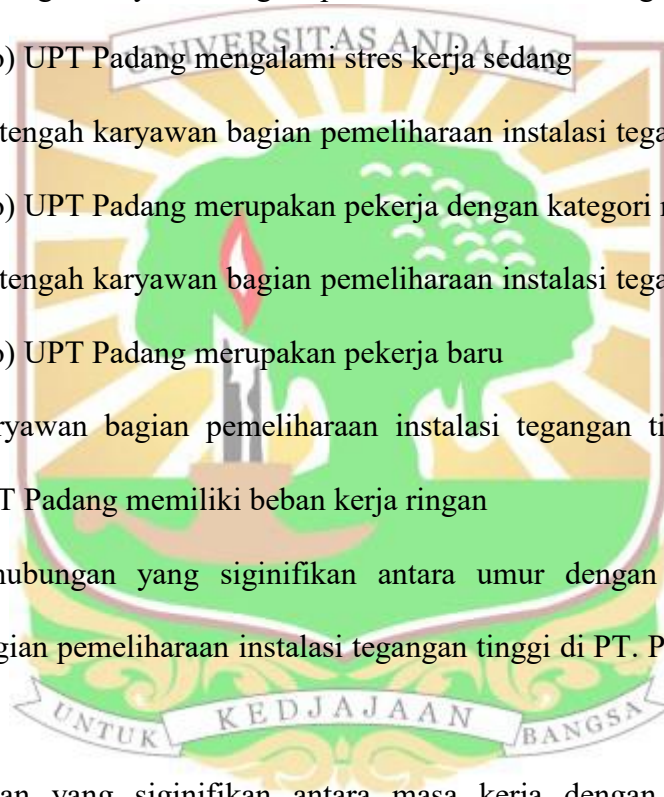 UNIVERSITAS ANDALAS
) UPT Padang mengalami stres kerja sedang
tengah karyawan bagian pemeliharaan instalasi tega
) UPT Padang merupakan pekerja dengan kategori
tengah karyawan bagian pemeliharaan instalasi tega
) UPT Padang merupakan pekerja baru
ryawan bagian pemeliharaan instalasi tegangan ti
T Padang memiliki beban kerja ringan
hubungan yang siginifikan antara umur dengan
gian pemeliharaan instalasi tegangan tinggi di PT. P
UNTUK KEDJAJAAN BANGSA
an yang siginifikan antara masa kerja dengan